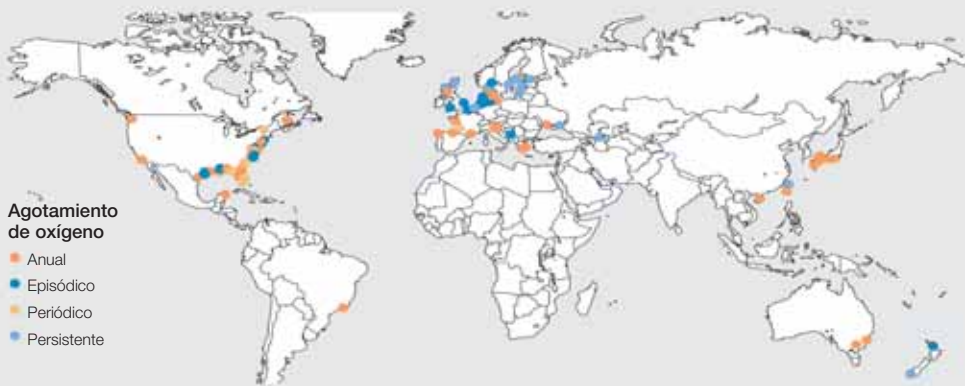 Agotamiento
de oxígeno
Anual
Episódico
Periódico
Persistente